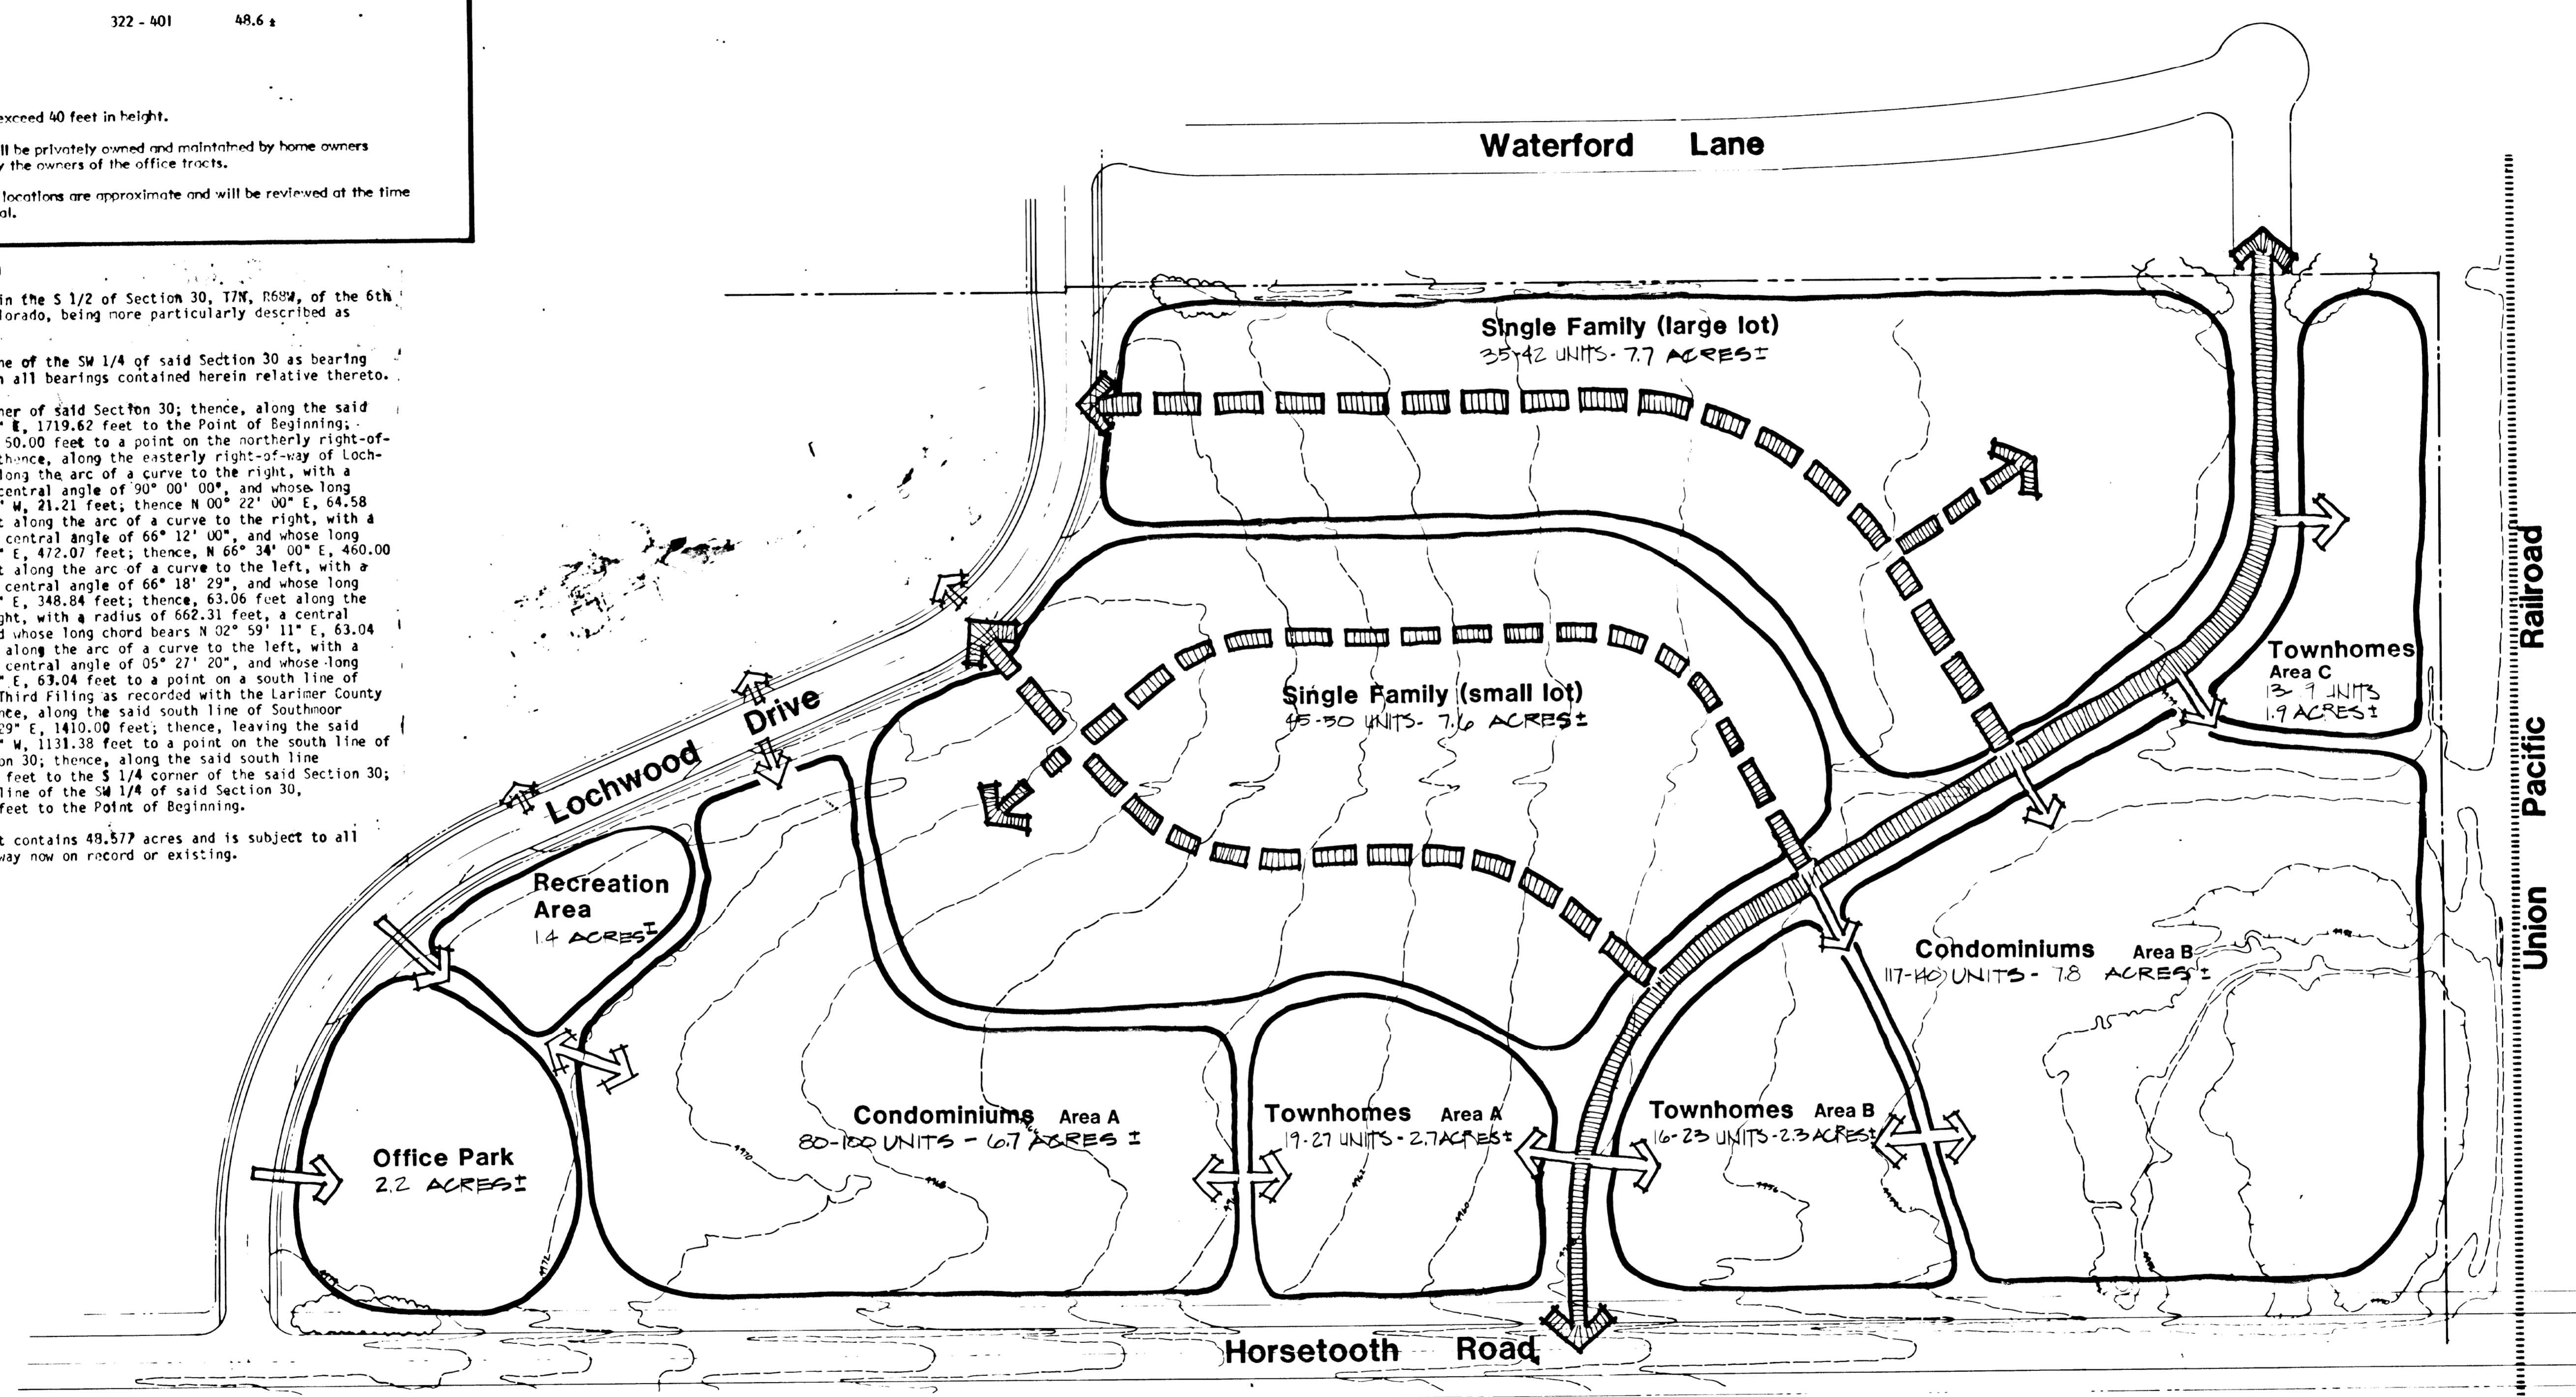 322 - 401 48.6 ±
exceed 40 feet in height.
ll be privately owned and maintained by home owners
y the owners of the office tracts.
locations are approximate and will be reviewed at the time
al.
in the S 1/2 of Section 30, T7N, R68W, of the 6th
lorado, being more particularly described as
ne of the SW 1/4 of said Section 30 as bearing
all bearings contained herein relative thereto.
ner of said Section 30; thence, along the said
" E, 1719.62 feet to the Point of Beginning;
50.00 feet to a point on the northerly right-of-
thence, along the easterly right-of-way of Loch-
long the arc of a curve to the right, with a
central angle of 90° 00' 00", and whose long
" W, 21.21 feet; thence N 00° 22' 00" E, 64.58
t along the arc of a curve to the right, with a
central angle of 66° 12' 00", and whose long
" E, 472.07 feet; thence, N 66° 34' 00" E, 460.00
t along the arc of a curve to the left, with a
central angle of 66° 18' 29", and whose long
" E, 348.84 feet; thence, 63.06 feet along the
ght, with a radius of 662.31 feet, a central
d whose long chord bears N 02° 59' 11" E, 63.04
along the arc of a curve to the left, with a
central angle of 05° 27' 20", and whose long
" E, 63.04 feet to a point on a south line of
Third Filing as recorded with the Larimer County
nce, along the said south line of Southmoor
29" E, 1410.00 feet; thence, leaving the said
" W, 1131.38 feet to a point on the south line of
on 30; thence, along the said south line
feet to the S 1/4 corner of the said Section 30;
line of the SW 1/4 of said Section 30,
feet to the Point of Beginning.
t contains 48.577 acres and is subject to all
way now on record or existing.
Waterford Lane
Single Family (large lot)
35-42 UNITS - 7.7 ACRES ±
Single Family (small lot)
45-50 UNITS - 7.6 ACRES ±
Townhomes
Area C
UNITS
1.9 ACRES ±
Union Pacific Railroad
Lochwood Drive
Recreation
Area
1.4 ACRES ±
Condominiums Area B
117-140 UNITS - 7.8 ACRES ±
Office Park
2.2 ACRES ±
Condominiums Area A
80-100 UNITS - 6.7 ACRES ±
Townhomes Area A
19-27 UNITS - 2.7 ACRES ±
Townhomes Area B
16-23 UNITS - 2.3 ACRES ±
4970
4972
Horsetooth Road